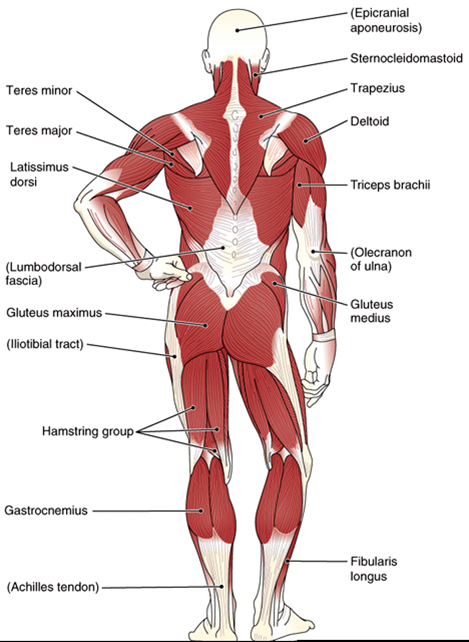 (Epicranial
aponeurosis)
Sternocleidomastoid
Trapezius
Deltoid
Triceps brachii
(Olecranon
of ulna)
Gluteus
medius
Fibularis
longus
Teres minor
Teres major
Latissimus
dorsi
(Lumbodorsal
fascia)
Gluteus maximus
(Iliotibial tract)
Hamstring group
Gastrocnemius
(Achilles tendon)